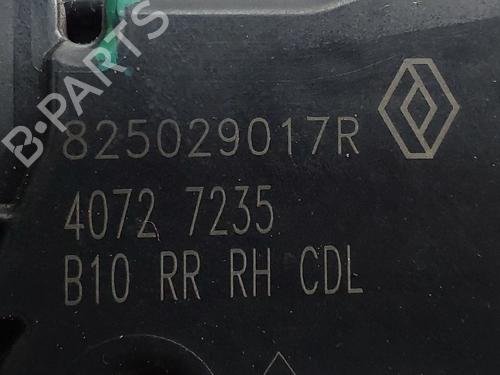 B-PARTS
825029017R
4072 7235
B10 RR RH CDL